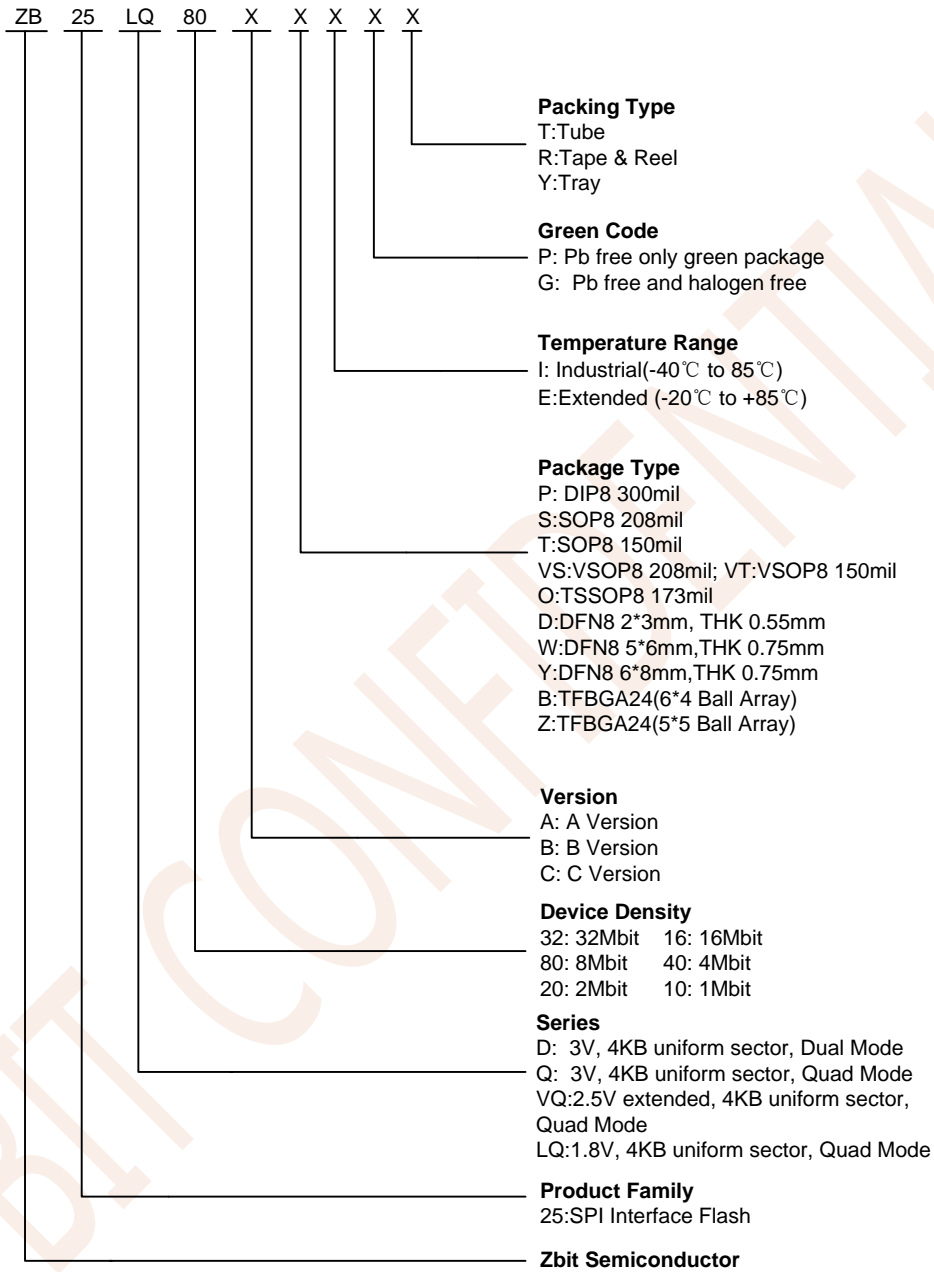 ZB 25 LQ 80 X X X X X
Packing Type
T:Tube
R:Tape & Reel
Y:Tray
Green Code
P: Pb free only green package
G: Pb free and halogen free
Temperature Range
I: Industrial(-40℃ to 85℃)
E:Extended (-20℃ to +85℃)
Package Type
P: DIP8 300mil
S:SOP8 208mil
T:SOP8 150mil
VS:VSOP8 208mil; VT:VSOP8 150mil
O:TSSOP8 173mil
D:DFN8 2*3mm, THK 0.55mm
W:DFN8 5*6mm,THK 0.75mm
Y:DFN8 6*8mm,THK 0.75mm
B:TFBGA24(6*4 Ball Array)
Z:TFBGA24(5*5 Ball Array)
Version
A: A Version
B: B Version
C: C Version
Device Density
32: 32Mbit 16: 16Mbit
80: 8Mbit 40: 4Mbit
20: 2Mbit 10: 1Mbit
Series
D: 3V, 4KB uniform sector, Dual Mode
Q: 3V, 4KB uniform sector, Quad Mode
VQ:2.5V extended, 4KB uniform sector,
Quad Mode
LQ:1.8V, 4KB uniform sector, Quad Mode
Product Family
25:SPI Interface Flash
Zbit Semiconductor
BIT CONFIDENTIA